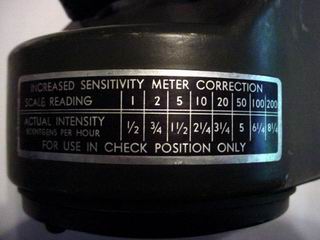 INCREASED SENSITIVITY METER CORRECTION
SCALE READING 1 2 5 10 20 50 100 200
ACTUAL INTENSITY ½ ¾ 1½ 2¼ 3¼ 5 6¼ 8¼
ROENTGENS PER HOUR
FOR USE IN CHECK POSITION ONLY